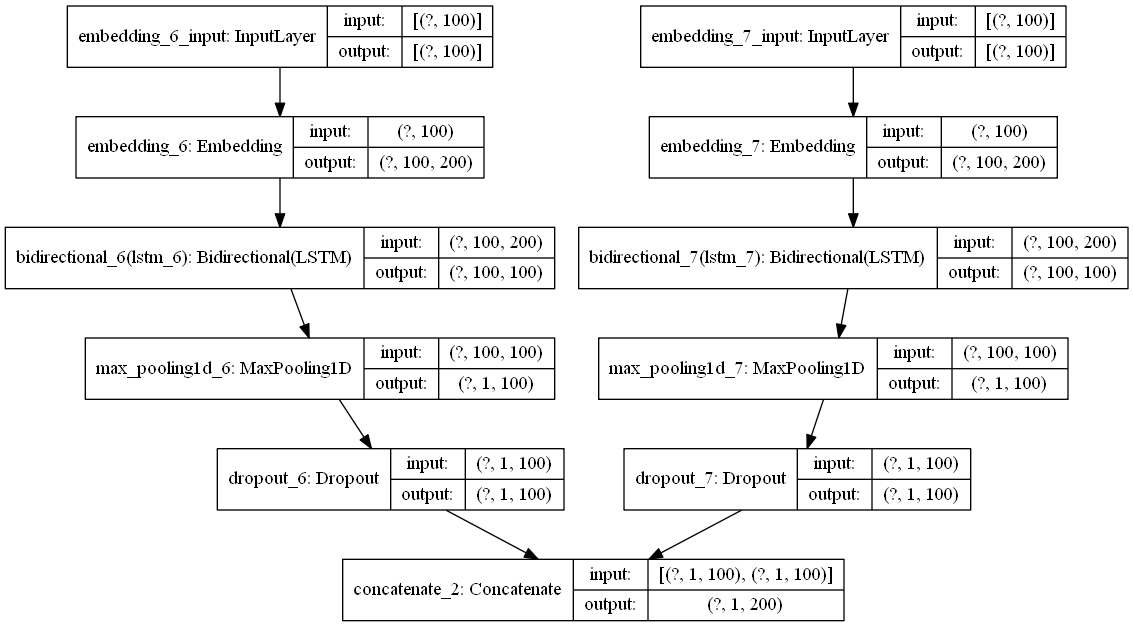 embedding_6_input: InputLayer
input:
[(?, 100)]
output:
[(?, 100)]
embedding_7_input: InputLayer
input:
[(?, 100)]
output:
[(?, 100)]
embedding_6: Embedding
input:
(?, 100)
output:
(?, 100, 200)
embedding_7: Embedding
input:
(?, 100)
output:
(?, 100, 200)
bidirectional_6(lstm_6): Bidirectional(LSTM)
input:
(?, 100, 200)
output:
(?, 100, 100)
bidirectional_7(lstm_7): Bidirectional(LSTM)
input:
(?, 100, 200)
output:
(?, 100, 100)
max_pooling1d_6: MaxPooling1D
input:
(?, 100, 100)
output:
(?, 1, 100)
max_pooling1d_7: MaxPooling1D
input:
(?, 100, 100)
output:
(?, 1, 100)
dropout_6: Dropout
input:
(?, 1, 100)
output:
(?, 1, 100)
dropout_7: Dropout
input:
(?, 1, 100)
output:
(?, 1, 100)
concatenate_2: Concatenate
input:
[(?, 1, 100), (?, 1, 100)]
output:
(?, 1, 200)